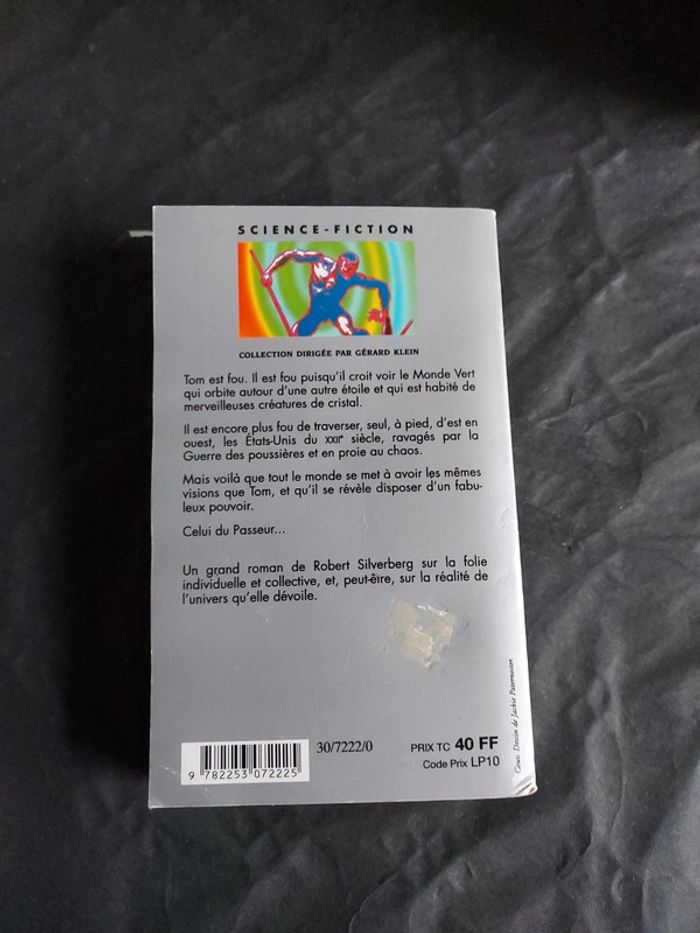 SCIENCE-FICTION
COLLECTION DIRIGÉE PAR GÉRARD KLEIN
Tom est fou. Il est fou puisqu'il croit voir le Monde Vert
qui orbite autour d'une autre étoile et qui est habité de
merveilleuses créatures de cristal.
Il est encore plus fou de traverser, seul, à pied, d'est en
ouest, les États-Unis du XXIIe siècle, ravagés par la
Guerre des poussières et en proie au chaos.
Mais voilà que tout le monde se met à avoir les mêmes
visions que Tom, et qu'il se révèle disposer d'un fabu-
leux pouvoir.
Celui du Passeur...
Un grand roman de Robert Silverberg sur la folie
individuelle et collective, et, peut-être, sur la réalité de
l'univers qu'elle dévoile.
9 782253 072225
30/7222/0
PRIX TC 40 FF
Code Prix LP10
Couv. Dessin de Jackie Paternoster.